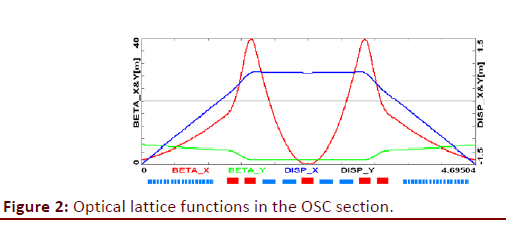 40
1.5
BETA_X&Y[m]
DISP_X&Y[m]
0
-1.5
0 BETA_X BETA_Y DISP_X DISP_Y 4.69504
Figure 2: Optical lattice functions in the OSC section.